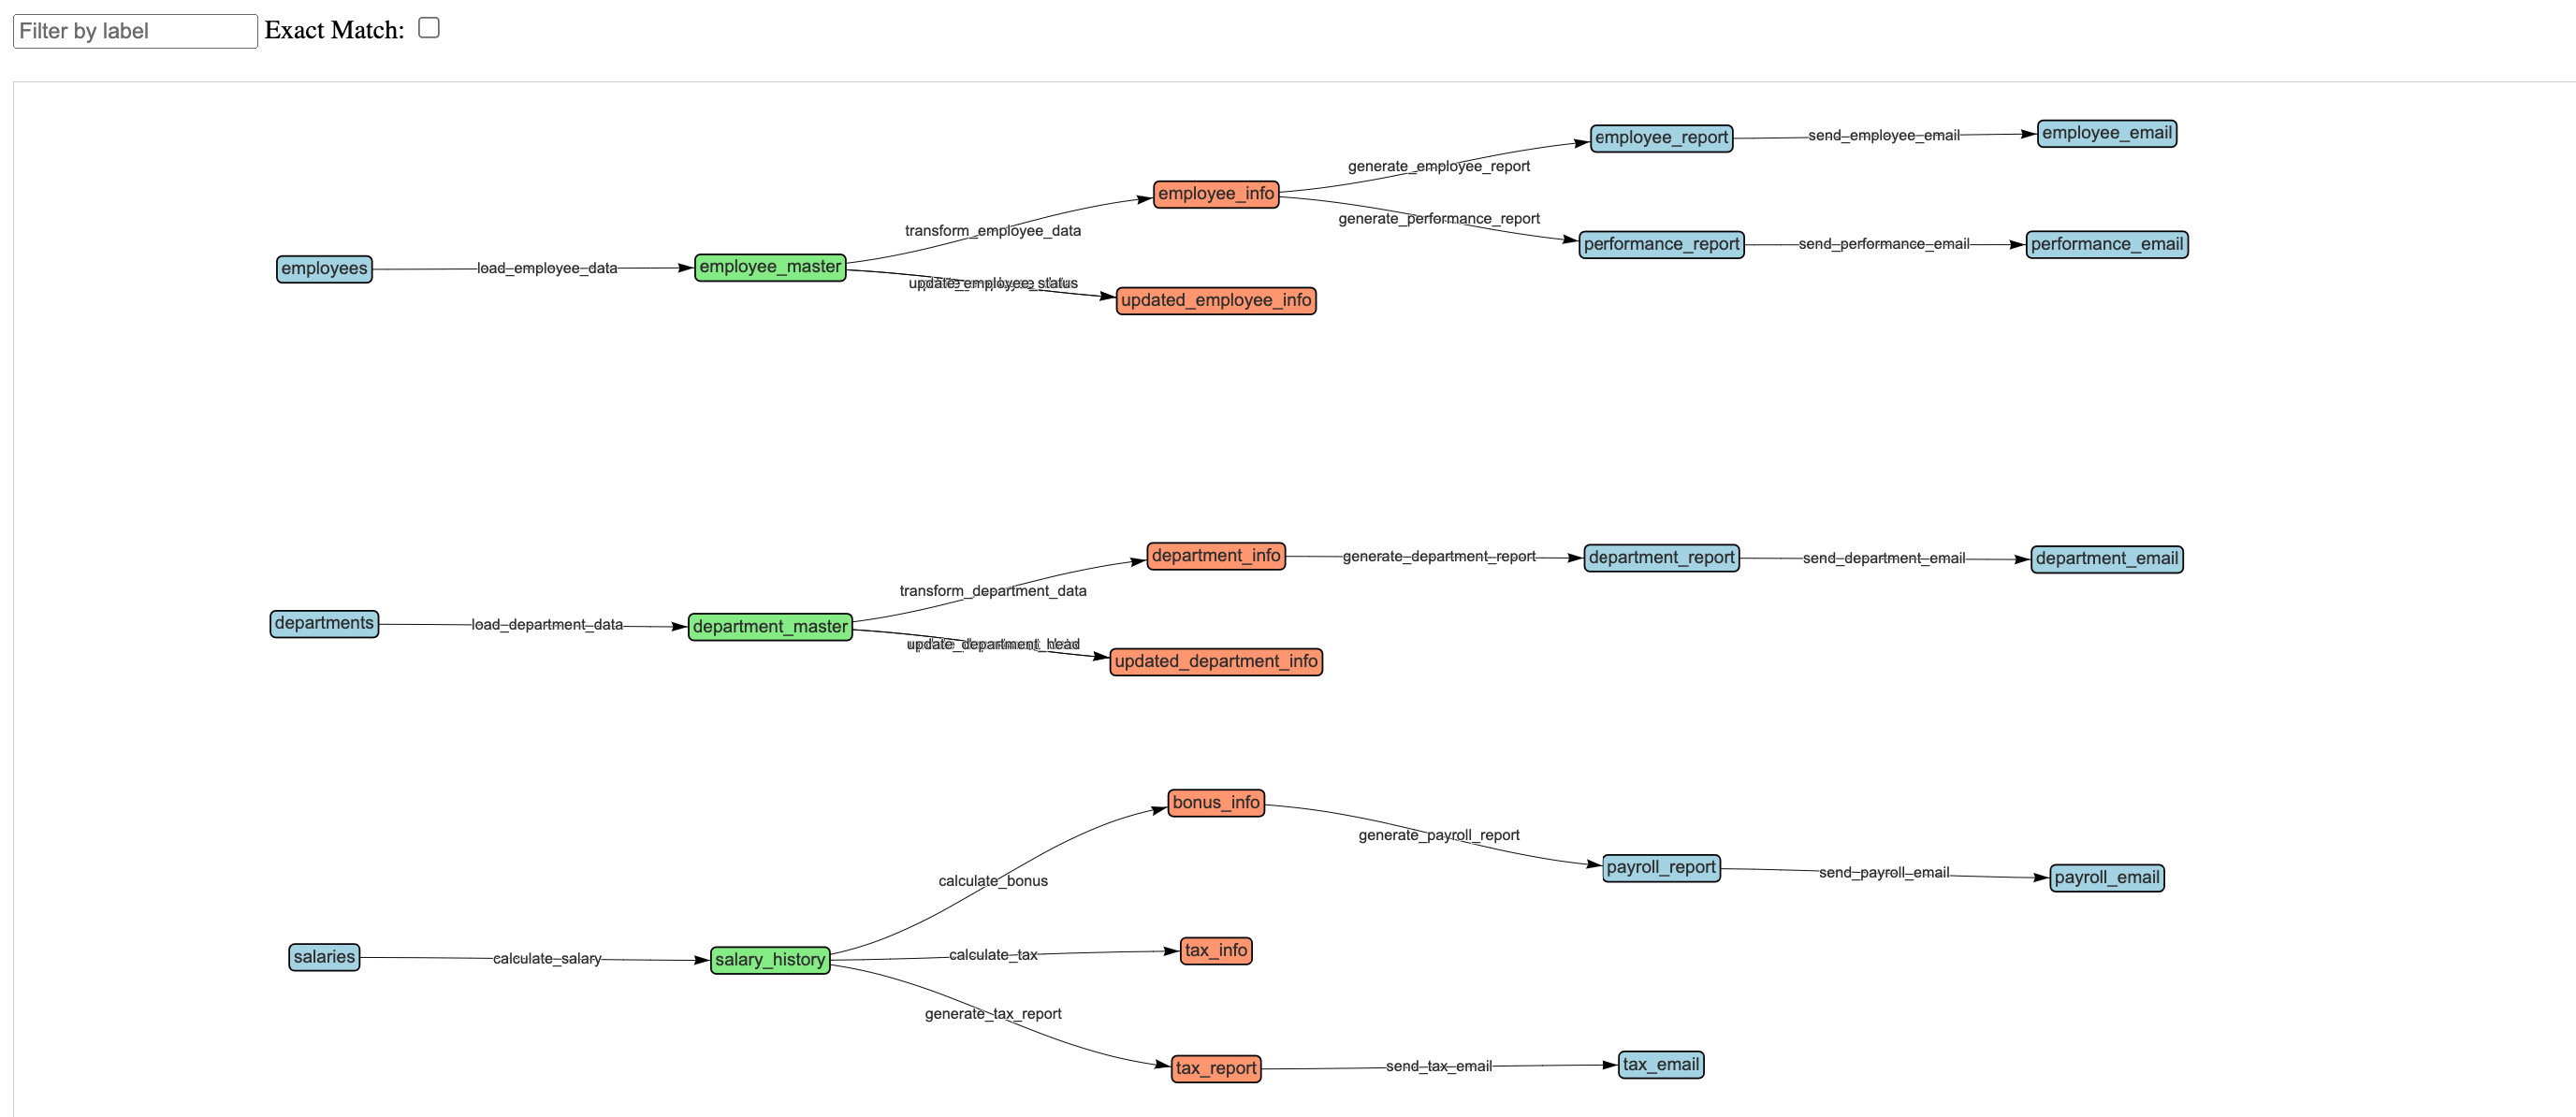 Filter by label Exact Match:
employee_report send_employee_email employee_email
generate_employee_report
employee_info
generate_performance_report
transform_employee_data
performance_report send_performance_email performance_email
employees load_employee_data employee_master
update_employee_status
updated_employee_info
department_info generate_department_report department_report send_department_email department_email
transform_department_data
departments load_department_data department_master
update_department_head
updated_department_info
bonus_info
generate_payroll_report
payroll_report send_payroll_email payroll_email
calculate_bonus
tax_info
salaries calculate_salary salary_history calculate_tax
generate_tax_report
tax_report send_tax_email tax_email